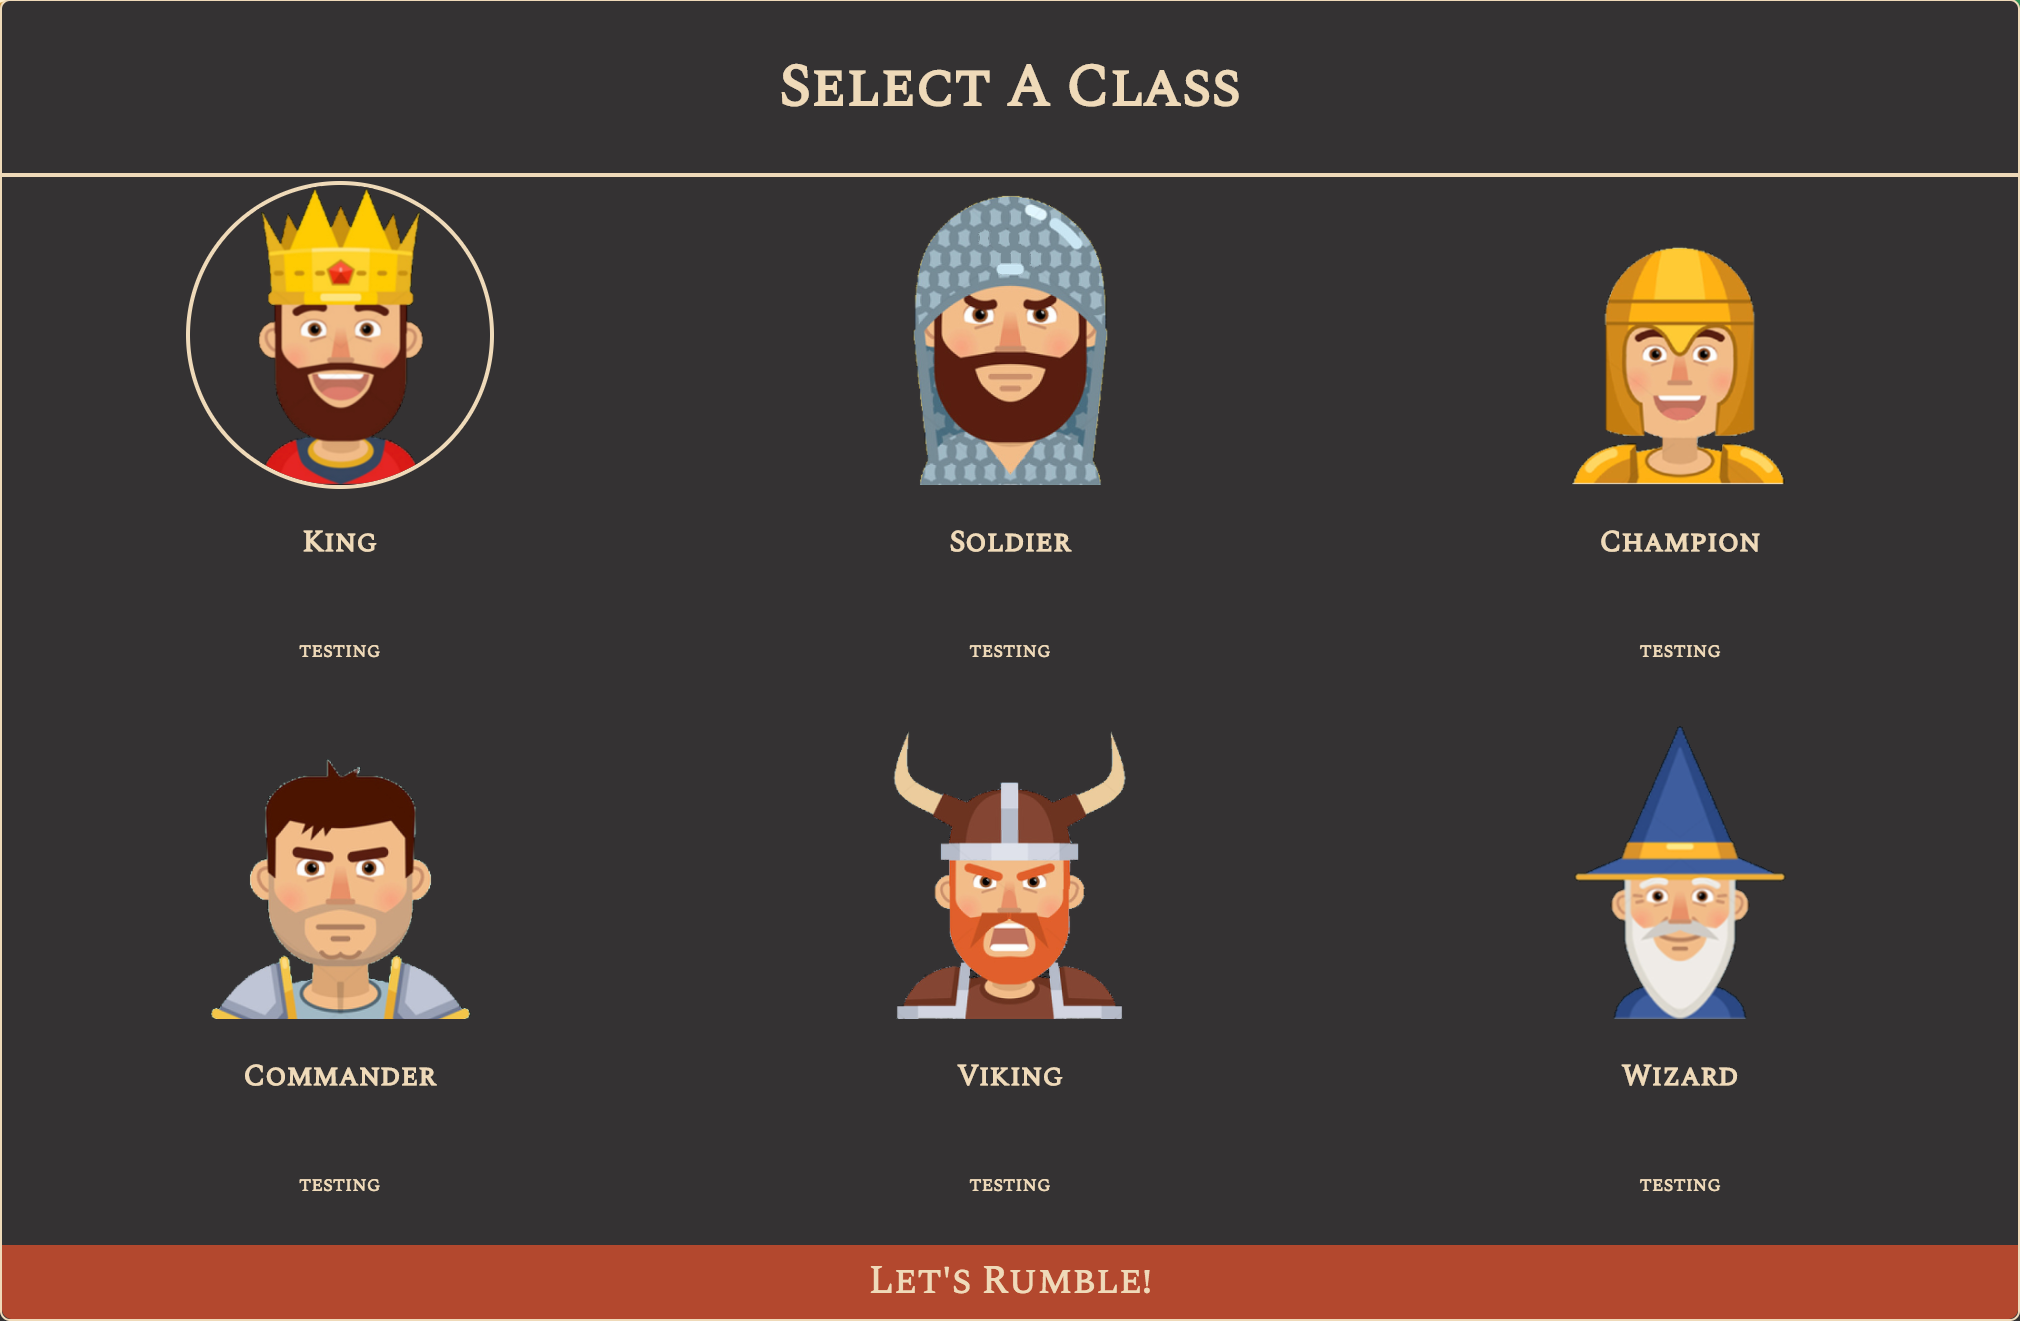 Select A Class
King
Soldier
Champion
testing
testing
testing
Commander
Viking
Wizard
testing
testing
testing
Let's Rumble!